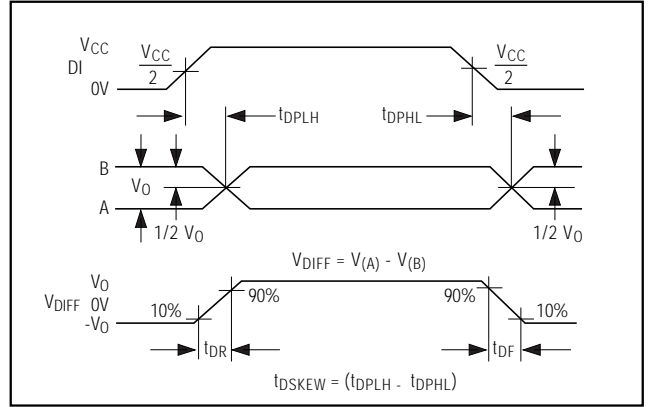 VCC
DI
0V
VCC
2
VCC
2
tDPLH
tDPHL
B
VO
A
1/2 VO
1/2 VO
VDIFF = V(A) - V(B)
VO
VDIFF 0V
-VO
10%
90%
90%
10%
tDR
tDF
tDSKEW = (tDPLH - tDPHL)